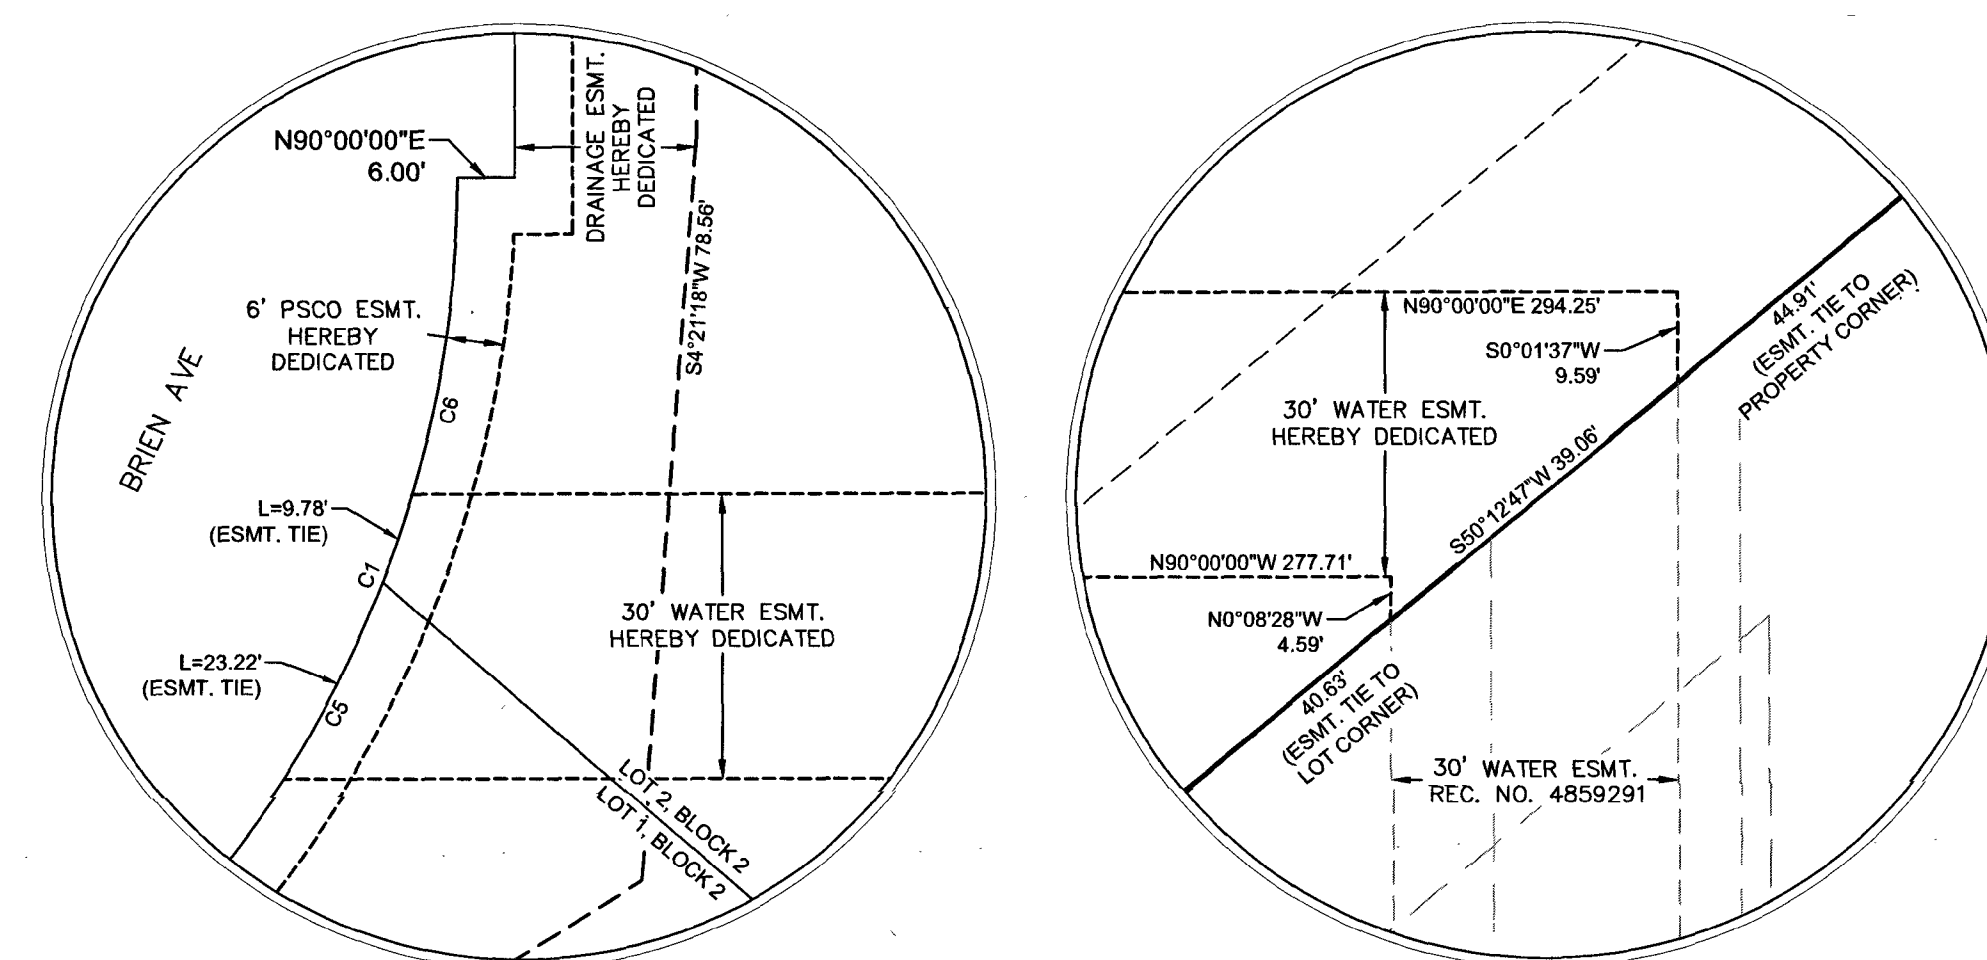 N90°00'00"E
6.00'
DRAINAGE ESMT.
HEREBY
DEDICATED
S4°21'18"W 78.56'
6' PSCO ESMT.
HEREBY
DEDICATED
BRIEN AVE
C6
L=9.78'
(ESMT. TIE)
C1
30' WATER ESMT.
HEREBY DEDICATED
L=23.22'
(ESMT. TIE)
C5
LOT 2, BLOCK 2
LOT 1, BLOCK 2
N90°00'00"E 294.25'
S0°01'37"W
9.59'
44.91'
(ESMT. TIE TO
PROPERTY CORNER)
30' WATER ESMT.
HEREBY DEDICATED
S50°12'47"W 39.06'
N90°00'00"W 277.71'
N0°08'28"W
4.59'
40.63'
(ESMT. TIE TO
LOT CORNER)
30' WATER ESMT.
REC. NO. 4859291